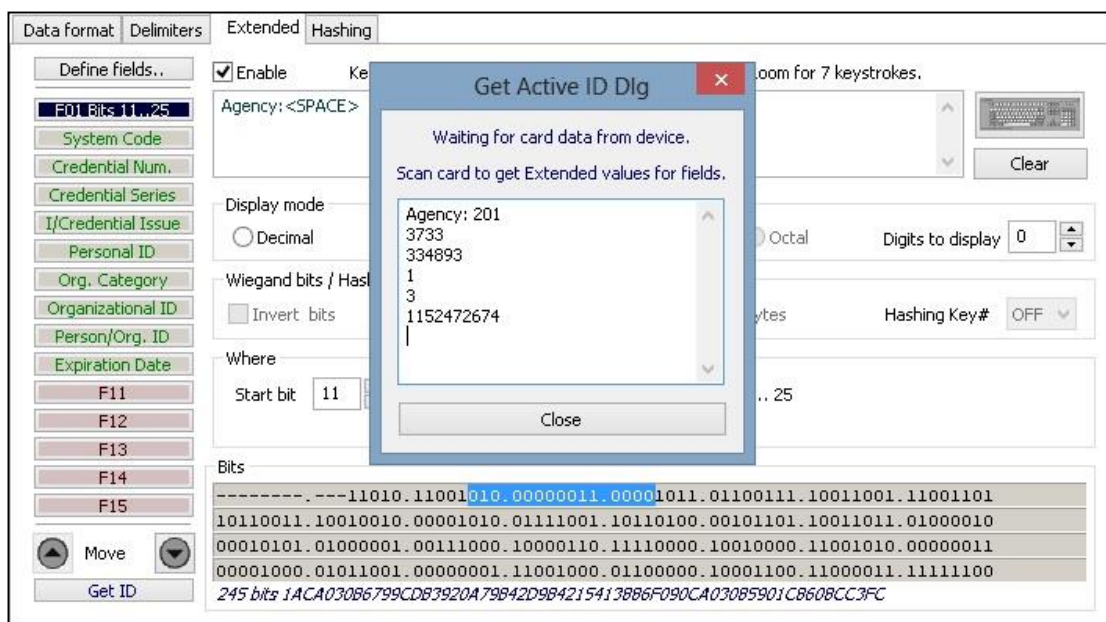 Data format Delimiters Extended Hashing
Define fields..
Enable Ke oom for 7 keystrokes.
F01 Bits 11..25
Agency:<SPACE>
System Code
Credential Num.
Clear
Credential Series
I/Credential Issue
Personal ID
Org. Category
Organizational ID
Person/Org. ID
Expiration Date
F11
F12
F13
F14
F15
Move
Get ID
Display mode
Decimal Octal Digits to display 0
Wiegand bits / Hasl
Invert bits ytes Hashing Key# OFF
Where
Start bit 11 .. 25
Get Active ID Dlg
Waiting for card data from device.
Scan card to get Extended values for fields.
Agency: 201
3733
334893
1
3
1152472674
Close
Bits
--------.---11010.11001010.00000011.00001011.01100111.10011001.11001101
10110011.10010010.00001010.01111001.10110100.00101101.10011011.01000010
00010101.01000001.00111000.10000110.11110000.10010000.11001010.00000011
00001000.01011001.00000001.11001000.01100000.10001100.11000011.11111100
245 bits 1ACA030B6799CDB3920A79B42D9B4215413886F090CA03085901C8608CC3FC